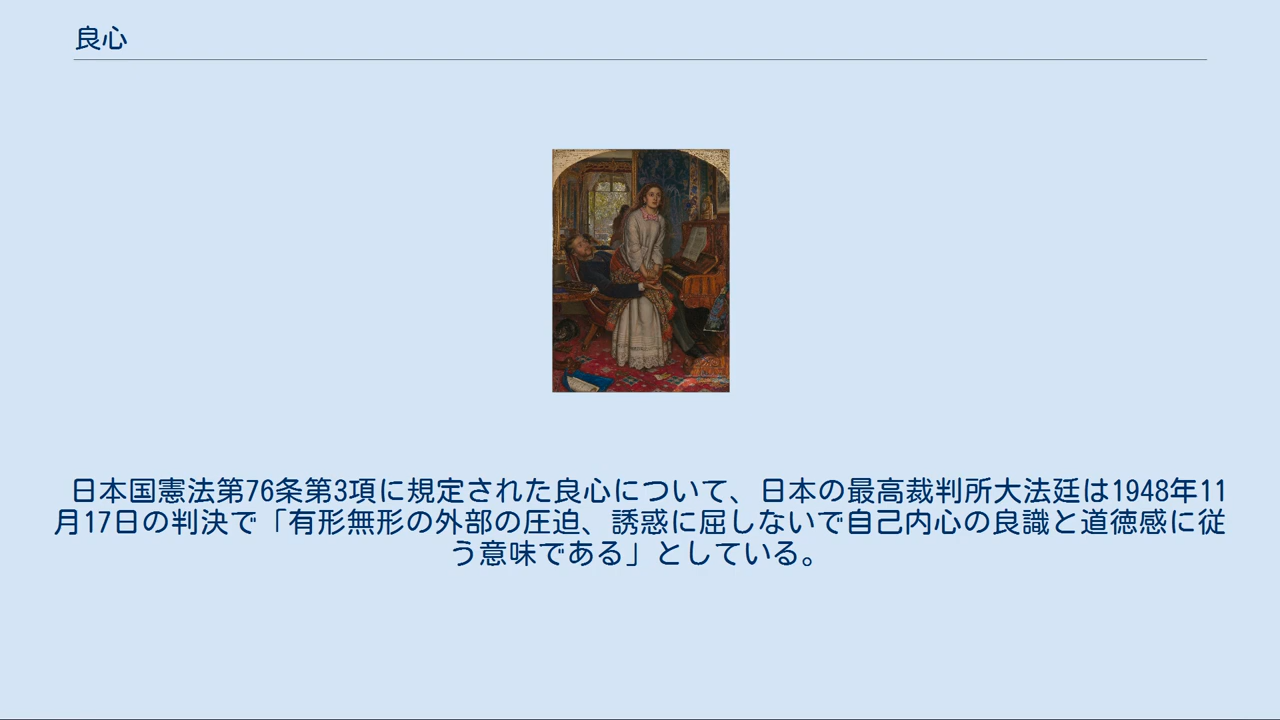 良心
日本国憲法第76条第3項に規定された良心について、日本の最高裁判所大法廷は1948年11
月17日の判決で「有形無形の外部の圧迫、誘惑に屈しないで自己内心の良識と道徳感に従
う意味である」としている。